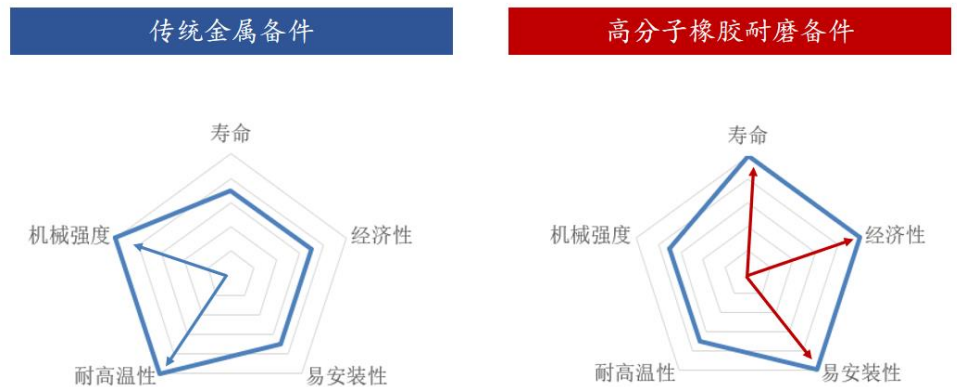 传统金属备件
高分子橡胶耐磨备件
寿命
机械强度
经济性
耐高温性
易安装性
寿命
机械强度
经济性
耐高温性
易安装性